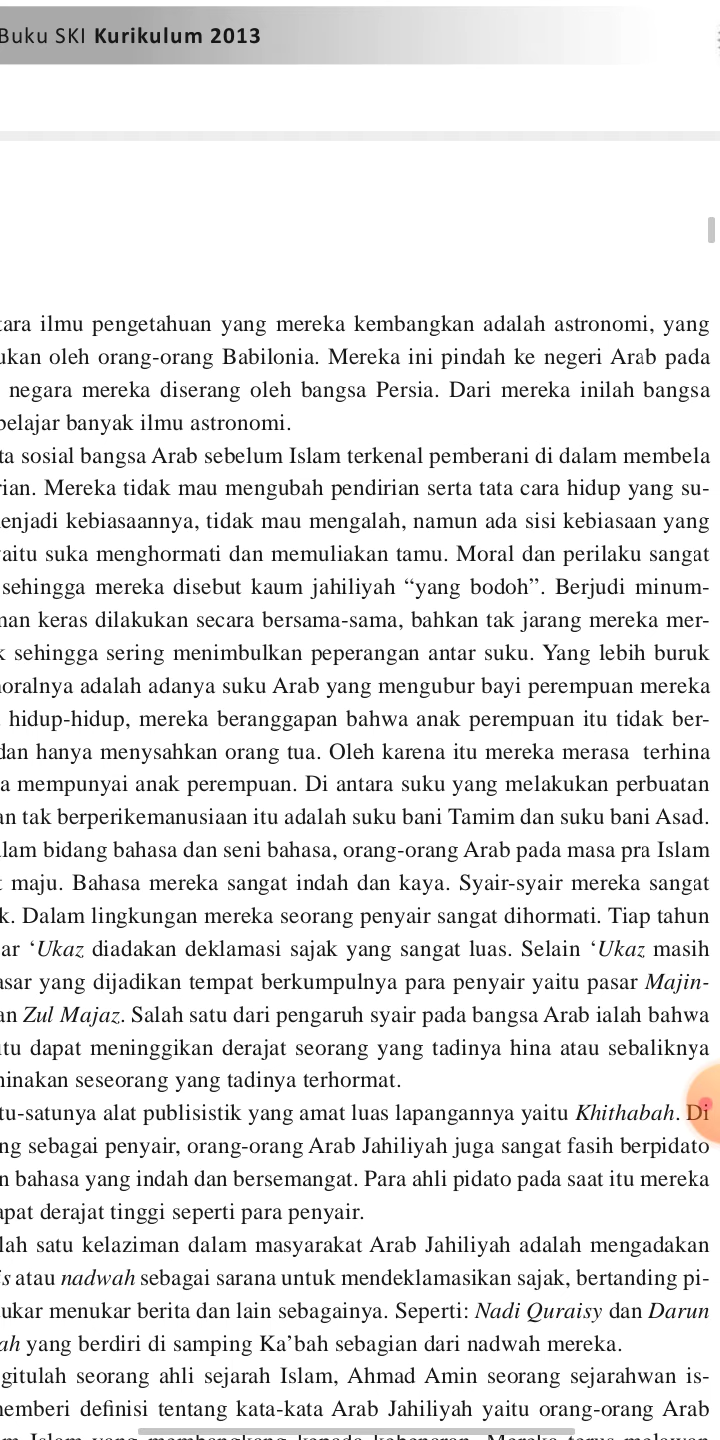 Buku SKI Kurikulum 2013
tara ilmu pengetahuan yang mereka kembangkan adalah astronomi, yang
ukan oleh orang-orang Babilonia. Mereka ini pindah ke negeri Arab pada
negara mereka diserang oleh bangsa Persia. Dari mereka inilah bangsa
belajar banyak ilmu astronomi.
ta sosial bangsa Arab sebelum Islam terkenal pemberani di dalam membela
rian. Mereka tidak mau mengubah pendirian serta tata cara hidup yang su-
enjadi kebiasaannya, tidak mau mengalah, namun ada sisi kebiasaan yang
yaitu suka menghormati dan memuliakan tamu. Moral dan perilaku sangat
sehingga mereka disebut kaum jahiliyah “yang bodoh”. Berjudi minum-
nan keras dilakukan secara bersama-sama, bahkan tak jarang mereka mer-
k sehingga sering menimbulkan peperangan antar suku. Yang lebih buruk
noralnya adalah adanya suku Arab yang mengubur bayi perempuan mereka
hidup-hidup, mereka beranggapan bahwa anak perempuan itu tidak ber-
dan hanya menysahkan orang tua. Oleh karena itu mereka merasa terhina
a mempunyai anak perempuan. Di antara suku yang melakukan perbuatan
an tak berperikemanusiaan itu adalah suku bani Tamim dan suku bani Asad.
lam bidang bahasa dan seni bahasa, orang-orang Arab pada masa pra Islam
t maju. Bahasa mereka sangat indah dan kaya. Syair-syair mereka sangat
k. Dalam lingkungan mereka seorang penyair sangat dihormati. Tiap tahun
ar ‘Ukaz diadakan deklamasi sajak yang sangat luas. Selain ‘Ukaz masih
asar yang dijadikan tempat berkumpulnya para penyair yaitu pasar Majin-
an Zul Majaz. Salah satu dari pengaruh syair pada bangsa Arab ialah bahwa
itu dapat meninggikan derajat seorang yang tadinya hina atau sebaliknya
hinakan seseorang yang tadinya terhormat.
tu-satunya alat publisistik yang amat luas lapangannya yaitu Khithabah. Di
ng sebagai penyair, orang-orang Arab Jahiliyah juga sangat fasih berpidato
n bahasa yang indah dan bersemangat. Para ahli pidato pada saat itu mereka
apat derajat tinggi seperti para penyair.
lah satu kelaziman dalam masyarakat Arab Jahiliyah adalah mengadakan
is atau nadwah sebagai sarana untuk mendeklamasikan sajak, bertanding pi-
ukar menukar berita dan lain sebagainya. Seperti: Nadi Quraisy dan Darun
ah yang berdiri di samping Ka’bah sebagian dari nadwah mereka.
gitulah seorang ahli sejarah Islam, Ahmad Amin seorang sejarahwan is-
nemberi definisi tentang kata-kata Arab Jahiliyah yaitu orang-orang Arab
m Islam yang membangkang kepada kebenaran. Mereka terus melawan